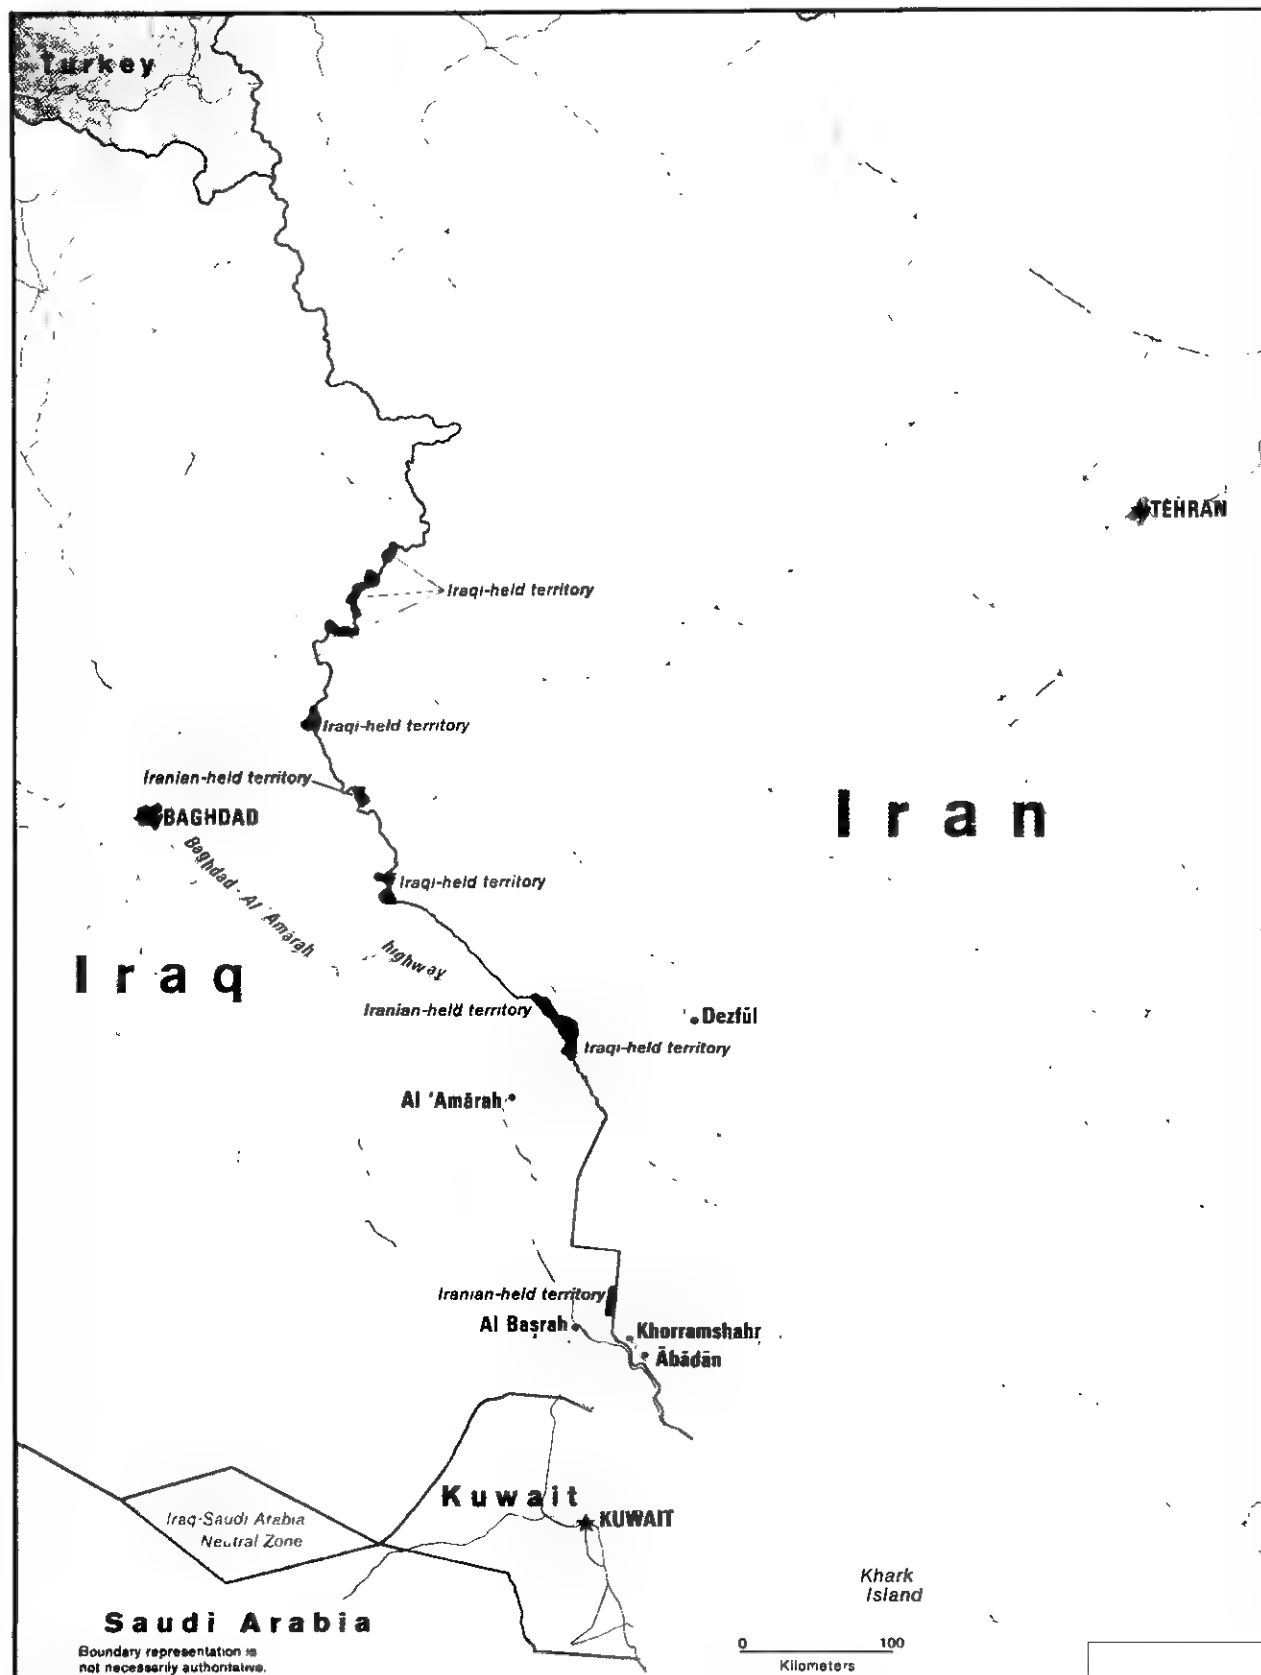 Turkey
TEHRAN
Iraqi-held territory
Iraqi-held territory
Iranian-held territory
BAGHDAD
Iran
Baghdad - Al 'Amārah
highway
Iraqi-held territory
Iraq
Iranian-held territory
Dezfūl
Iraqi-held territory
Al 'Amārah
Iranian-held territory
Al Başrah
Khorramshahr
Ābādān
Kuwait
Iraq-Saudi Arabia
Neutral Zone
KUWAIT
Khark
Island
Saudi Arabia
Boundary representation is
not necessarily authoritative.
0 100
Kilometers